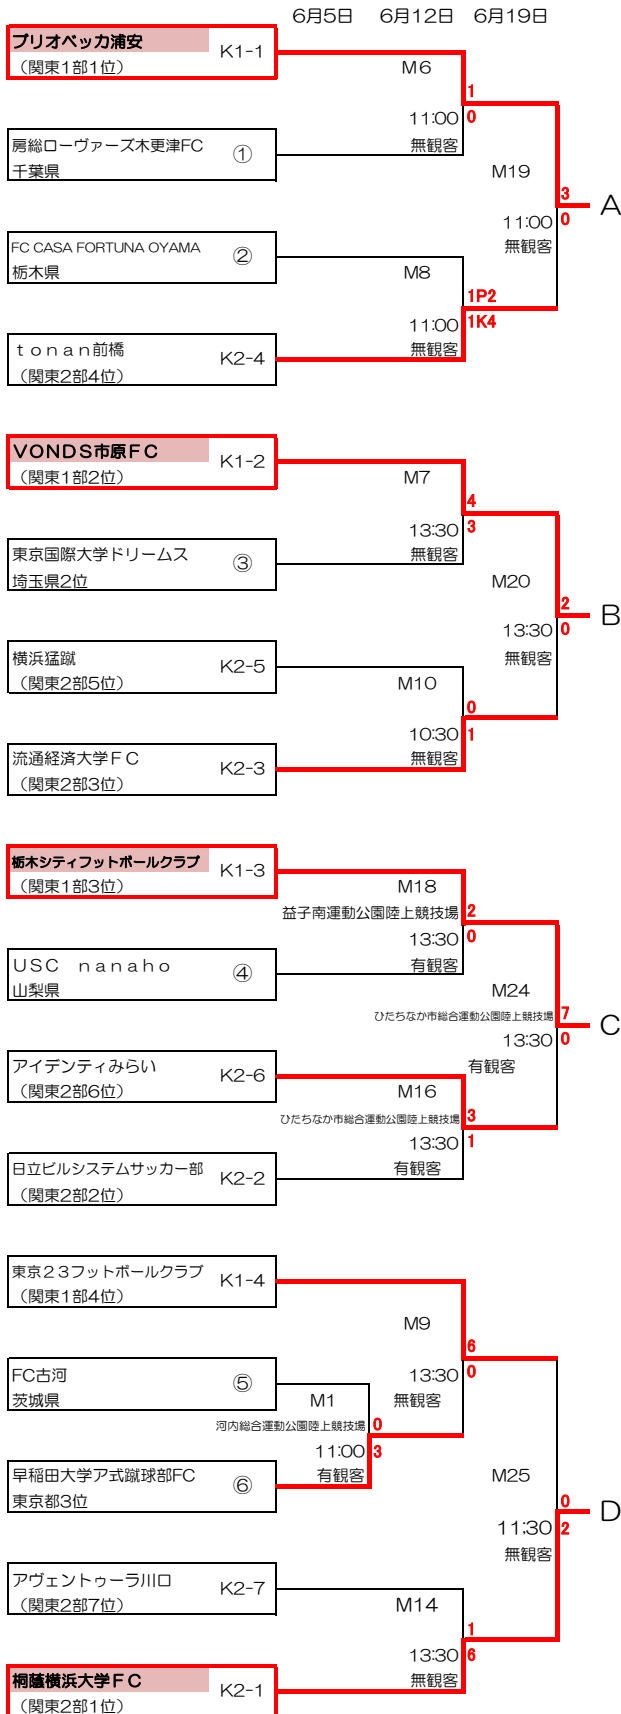 6月5日 6月12日 6月19日
ブリオベッカ浦安
（関東1部1位）
K1-1
M6
1
11:00 0
無観客
房総ローヴァーズ木更津FC
千葉県
①
M19
3
A
11:00 0
無観客
FC CASA FORTUNA OYAMA
栃木県
②
M8
1P2
11:00 1K4
無観客
ｔｏｎａｎ前橋
（関東2部4位）
K2-4
ＶＯＮＤＳ市原ＦＣ
（関東1部2位）
K1-2
M7
4
13:30 3
無観客
東京国際大学ドリームス
埼玉県2位
③
M20
2
B
13:30 0
無観客
横浜猛蹴
（関東2部5位）
K2-5
M10
0
10:30 1
無観客
流通経済大学ＦＣ
（関東2部3位）
K2-3
栃木シティフットボールクラブ
（関東1部3位）
K1-3
M18
益子南運動公園陸上競技場 2
13:30 0
有観客
ＵＳＣ　ｎａｎａｈｏ
山梨県
④
M24
ひたちなか市総合運動公園陸上競技場 7
C
13:30 0
有観客
アイデンティみらい
（関東2部6位）
K2-6
M16
ひたちなか市総合運動公園陸上競技場 3
13:30 1
有観客
日立ビルシステムサッカー部
（関東2部2位）
K2-2
東京２３フットボールクラブ
（関東1部4位）
K1-4
M9
6
13:30 0
無観客
FC古河
茨城県
⑤
M1
河内総合運動公園陸上競技場 0
11:00 3
有観客
早稲田大学ア式蹴球部FC
東京都3位
⑥
M25
0
D
11:30 2
無観客
アヴェントゥーラ川口
（関東2部7位）
K2-7
M14
1
13:30 6
無観客
桐蔭横浜大学ＦＣ
（関東2部1位）
K2-1